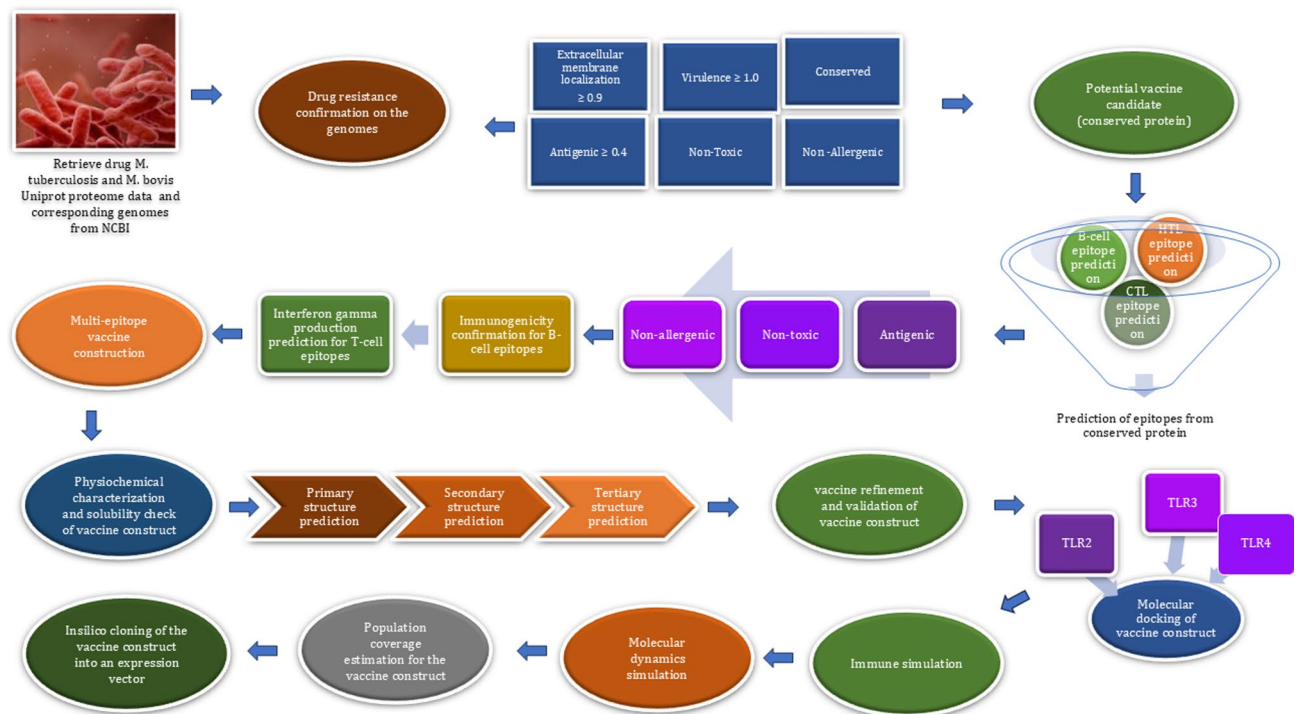 Retrieve drug M.
tuberculosis and M. bovis
Uniprot proteome data and
corresponding genomes
from NCBI
Drug resistance
confirmation on the
genomes
Extracellular
membrane
localization
≥ 0.9
Virulence ≥ 1.0
Conserved
Antigenic ≥ 0.4
Non-Toxic
Non -Allergenic
Potential vaccine
candidate
(conserved protein)
B-cell
epitope
predicti
on
HTL
epitope
predicti
on
CTL
epitope
predicti
on
Prediction of epitopes from
conserved protein
Antigenic
Non-toxic
Non-allergenic
Immunogenicity
confirmation for B-
cell epitopes
Interferon gamma
production
prediction for T-cell
epitopes
Multi-epitope
vaccine
construction
Physiochemical
characterization
and solubility check
of vaccine construct
Primary
structure
prediction
Secondary
structure
prediction
Tertiary
structure
prediction
vaccine refinement
and validation of
vaccine construct
TLR2
TLR3
TLR4
Molecular
docking of
vaccine construct
Immune simulation
Molecular
dynamics
simulation
Population
coverage
estimation for the
vaccine construct
Insilico cloning of the
vaccine construct
into an expression
vector